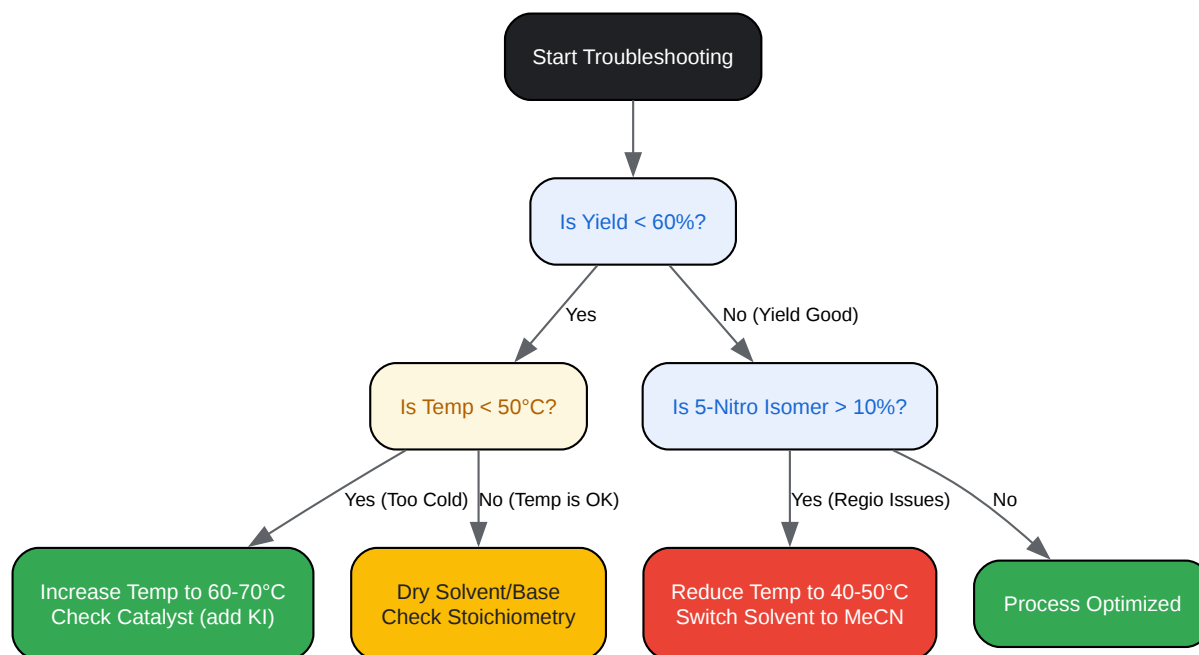 Start Troubleshooting
Is Yield < 60%?
Yes
No (Yield Good)
Is Temp < 50°C?
Is 5-Nitro Isomer > 10%?
Yes (Too Cold)
No (Temp is OK)
Yes (Regio Issues)
No
Increase Temp to 60-70°C
Check Catalyst (add KI)
Dry Solvent/Base
Check Stoichiometry
Reduce Temp to 40-50°C
Switch Solvent to MeCN
Process Optimized